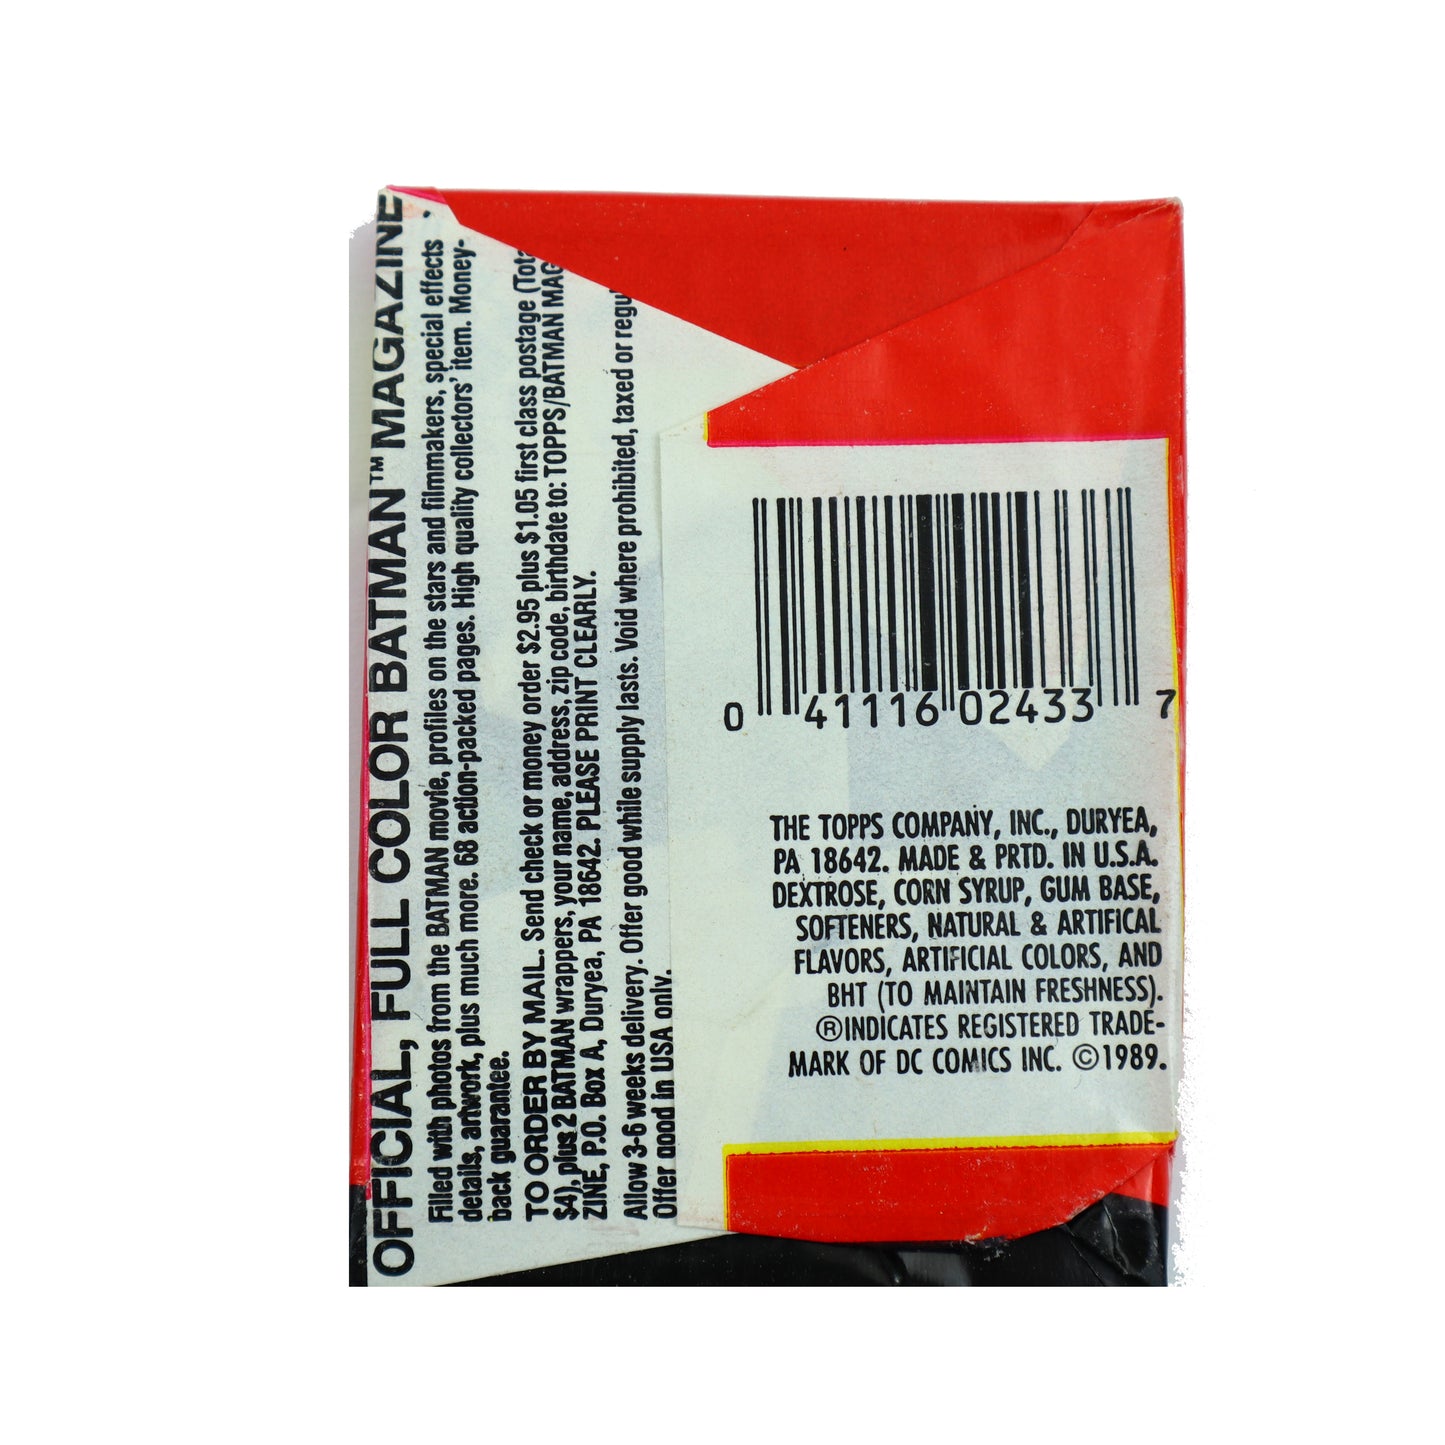 OFFICIAL, FULL COLOR BATMAN™ MAGAZINE
Filled with photos from the BATMAN movie, profiles on the stars and filmmakers, special effects
details, artwork, plus much more. 68 action-packed pages. High quality collectors' item. Money-
back guarantee.
TO ORDER BY MAIL. Send check or money order $2.95 plus $1.05 first class postage (Tota
$4), plus 2 BATMAN wrappers, your name, address, zip code, birthdate to: TOPPS/BATMAN MAG
ZINE, P.O. Box A, Duryea, PA 18642. PLEASE PRINT CLEARLY.
Allow 3-6 weeks delivery. Offer good while supply lasts. Void where prohibited, taxed or regu
Offer good in USA only.
0 41116 02433 7
THE TOPPS COMPANY, INC., DURYEA,
PA 18642. MADE & PRTD. IN U.S.A.
DEXTROSE, CORN SYRUP, GUM BASE,
SOFTENERS, NATURAL & ARTIFICAL
FLAVORS, ARTIFICIAL COLORS, AND
BHT (TO MAINTAIN FRESHNESS).
®INDICATES REGISTERED TRADE-
MARK OF DC COMICS INC. ©1989.